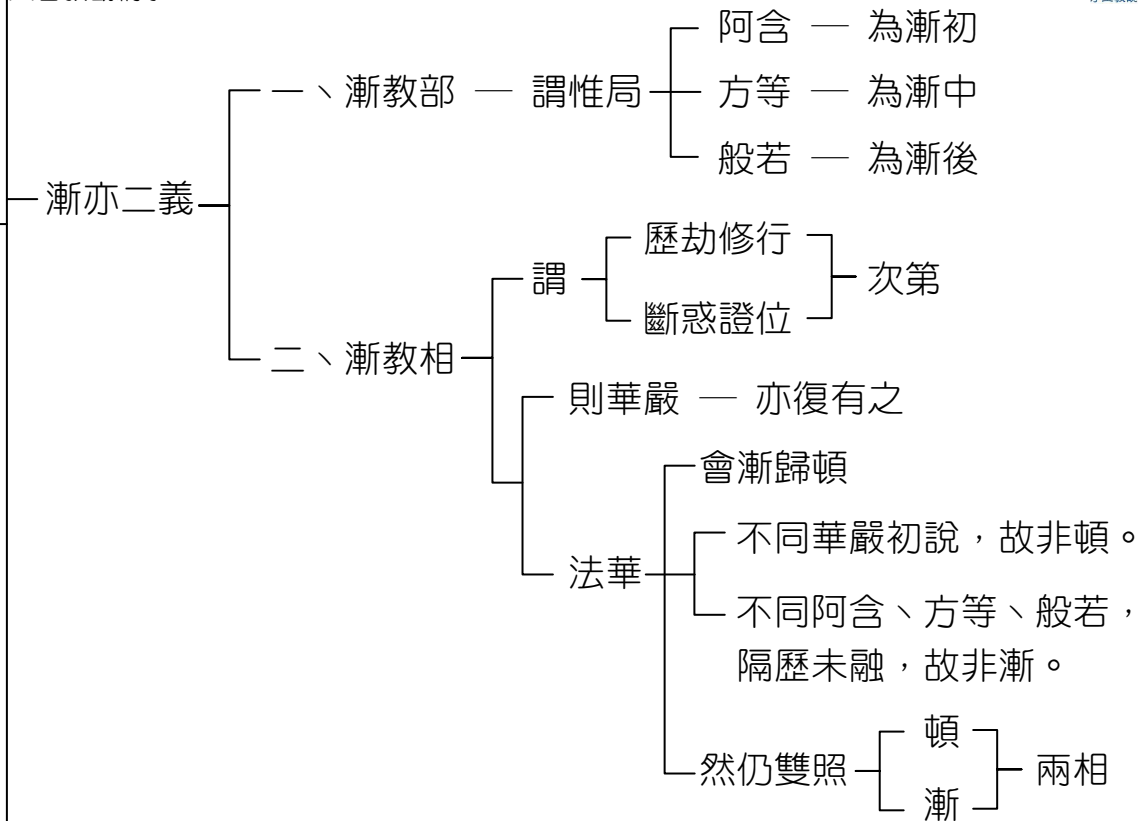 阿含 — 為漸初
一、漸教部 — 謂惟局
方等 — 為漸中
般若 — 為漸後
漸亦二義
歷劫修行
謂
次第
斷惑證位
二、漸教相
則華嚴 — 亦復有之
會漸歸頓
不同華嚴初說，故非頓。
法華
不同阿含、方等、般若，
隔歷未融，故非漸。
頓
然仍雙照
兩相
漸